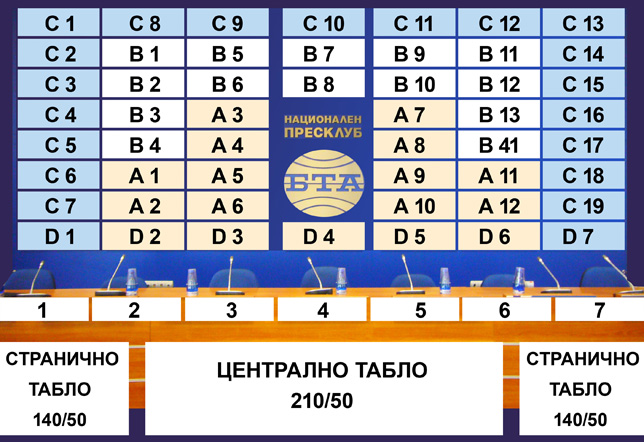 C 1 C 8 C 9 C 10 C 11 C 12 C 13
C 2 B 1 B 5 B 7 B 9 B 11 C 14
C 3 B 2 B 6 B 8 B 10 B 12 C 15
C 4 B 3 A 3 A 7 B 13 C 16
НАЦИОНАЛЕН
ПРЕСКЛУБ
C 5 B 4 A 4 A 8 B 41 C 17
C 6 A 1 A 5 БТА A 9 A 11 C 18
C 7 A 2 A 6 A 10 A 12 C 19
D 1 D 2 D 3 D 4 D 5 D 6 D 7
1 2 3 4 5 6 7
СТРАНИЧНО
ТАБЛО
140/50
ЦЕНТРАЛНО ТАБЛО
210/50
СТРАНИЧНО
ТАБЛО
140/50